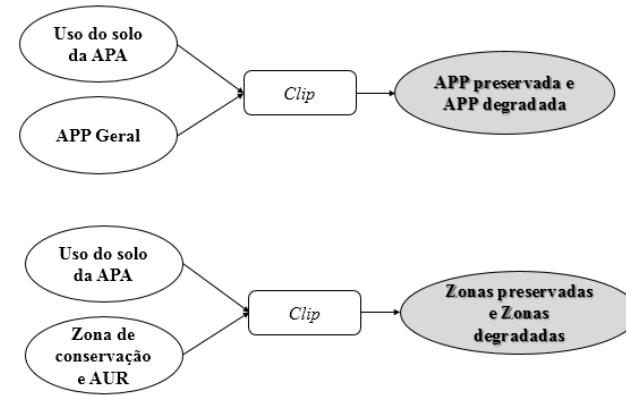 Uso do solo
da APA
APP Geral
Clip
APP preservada e
APP degradada
Uso do solo
da APA
Zona de
conservação
e AUR
Clip
Zonas preservadas
e Zonas
degradadas